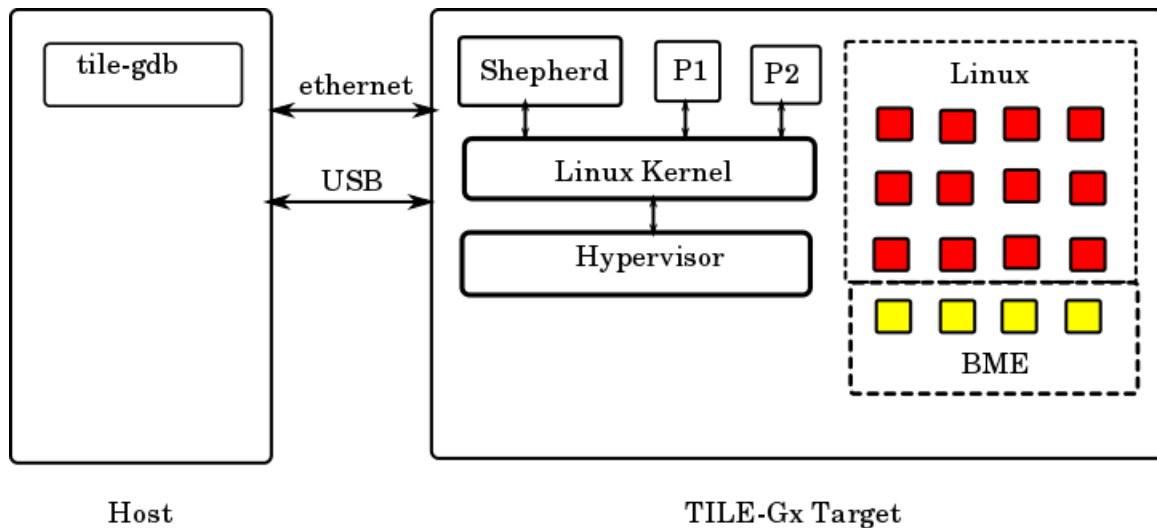 tile-gdb
ethernet
USB
Shepherd
P1
P2
Linux
Linux Kernel
Hypervisor
BME
Host
TILE-Gx Target